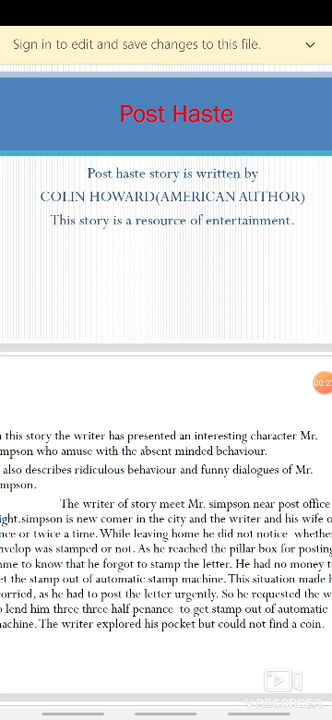 Sign in to edit and save changes to this file.
Post Haste
Post haste story is written by
COLIN HOWARD(AMERICAN AUTHOR)
This story is a resource of entertainment.
this story the writer has presented an interesting character Mr.
mpson who amuse with the absent minded behaviour.
also describes ridiculous behaviour and funny dialogues of Mr.
mpson.
The writer of story meet Mr. simpson near post office
ight.simpson is new comer in the city and the writer and his wife
nce or twice a time. While leaving home he did not notice whethe
nvelop was stamped or not. As he reached the pillar box for posting
me to know that he forgot to stamp the letter. He had no money t
et the stamp out of automatic stamp machine. This situation made
orried, as he had to post the letter urgently. So he requested the w
o lend him three three half penance to get stamp out of automatic
achine. The writer explored his pocket but could not find a coin.
V RECORDER